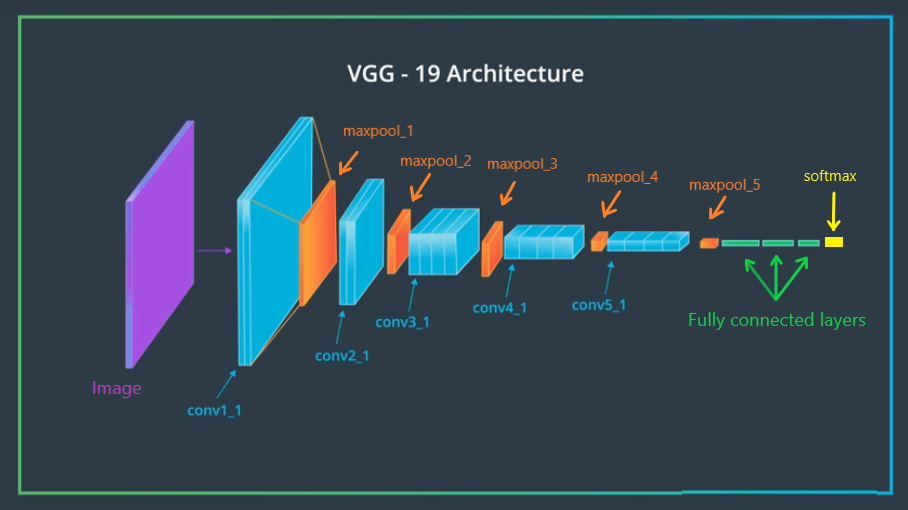 VGG - 19 Architecture
maxpool_1
maxpool_2
maxpool_3
maxpool_4
maxpool_5
softmax
conv5_1
conv4_1
conv3_1
Fully connected layers
conv2_1
Image
conv1_1